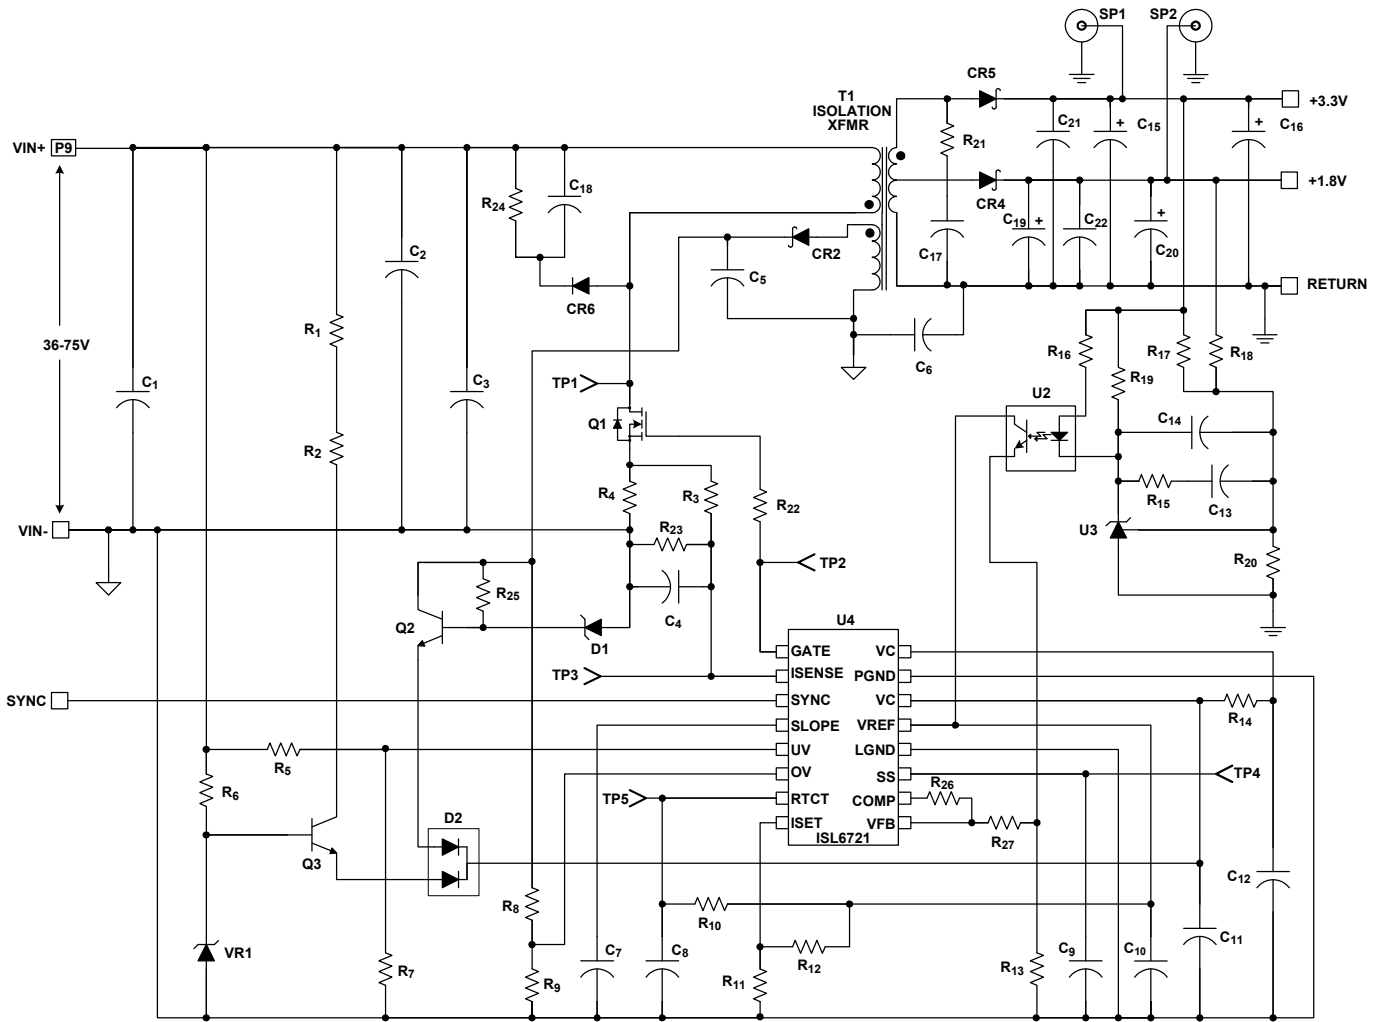 SP1
SP2
CR5
T1
ISOLATION
XFMR
+3.3V
C21
+
C15
+
C16
R21
VIN+
P9
C18
R24
+1.8V
CR4
C19
+
C22
+
C20
C17
CR2
C2
C5
CR6
RETURN
R1
36-75V
C6
R16
R17
R18
C1
C3
TP1
R19
U2
Q1
C14
R2
R4
R3
R22
R15
C13
VIN-
R23
U3
TP2
R20
R25
C4
Q2
D1
U4
GATE
VC
TP3
ISENSE
PGND
SYNC
SYNC
VC
R14
SLOPE
VREF
UV
LGND
R5
OV
SS
TP4
R6
R26
TP5
RTCT
COMP
D2
ISET
VFB
R27
ISL6721
Q3
C12
R8
R10
C11
VR1
C7
C8
R12
C9
C10
R7
R9
R11
R13